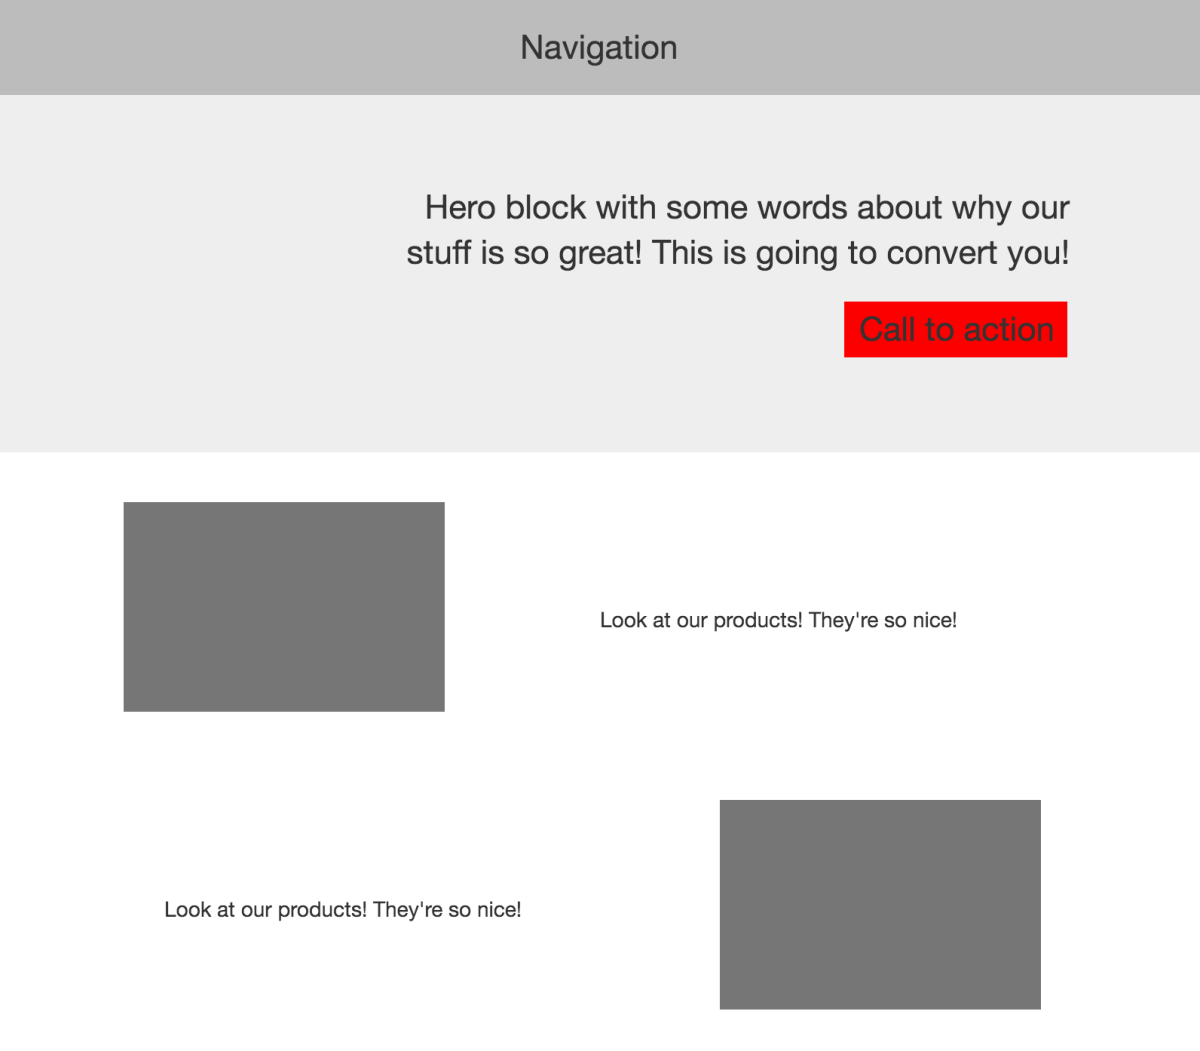 Navigation
Hero block with some words about why our
stuff is so great! This is going to convert you!
Call to action
Look at our products! They're so nice!
Look at our products! They're so nice!